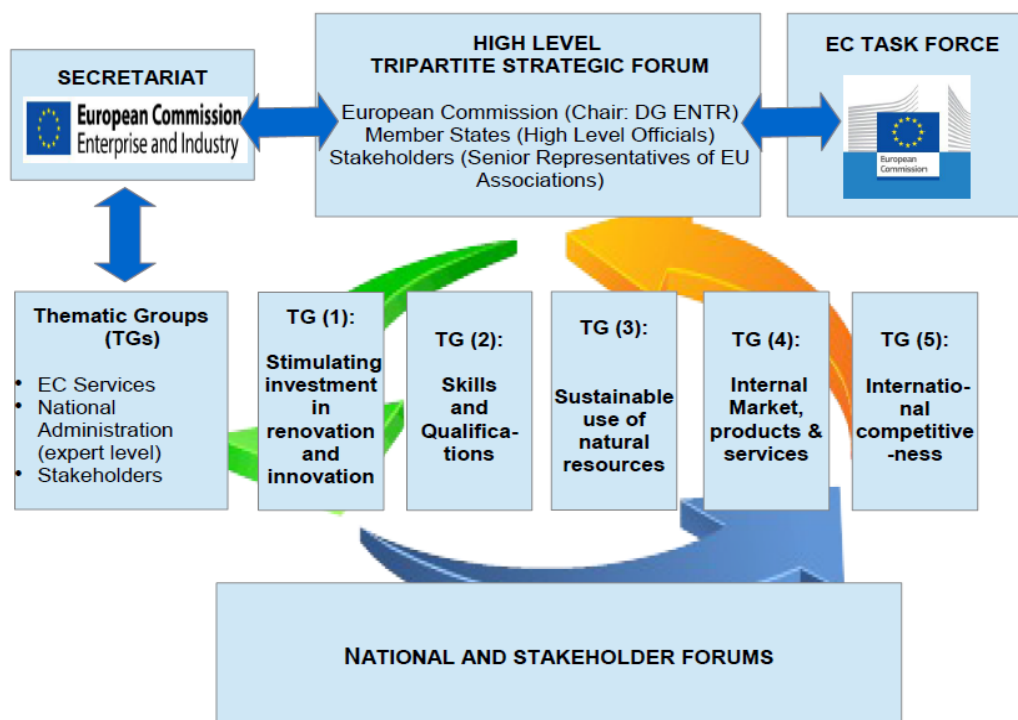 SECRETARIAT
European Commission
Enterprise and Industry
HIGH LEVEL
TRIPARTITE STRATEGIC FORUM
European Commission (Chair: DG ENTR)
Member States (High Level Officials)
Stakeholders (Senior Representatives of EU
Associations)
EC TASK FORCE
European
Commission
Thematic Groups
(TGs)
• EC Services
• National
Administration
(expert level)
• Stakeholders
TG (1):
Stimulating
investment
in
renovation
and
innovation
TG (2):
Skills
and
Qualifica-
tions
TG (3):
Sustainable
use of
natural
resources
TG (4):
Internal
Market,
products &
services
TG (5):
Internatio-
nal
competitive
-ness
NATIONAL AND STAKEHOLDER FORUMS